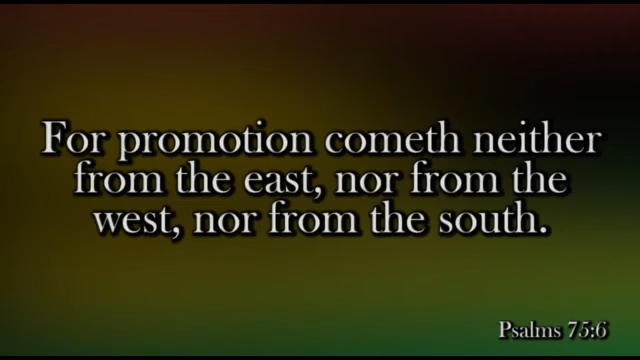 For promotion cometh neither
from the east, nor from the
west, nor from the south.
Psalms 75:6